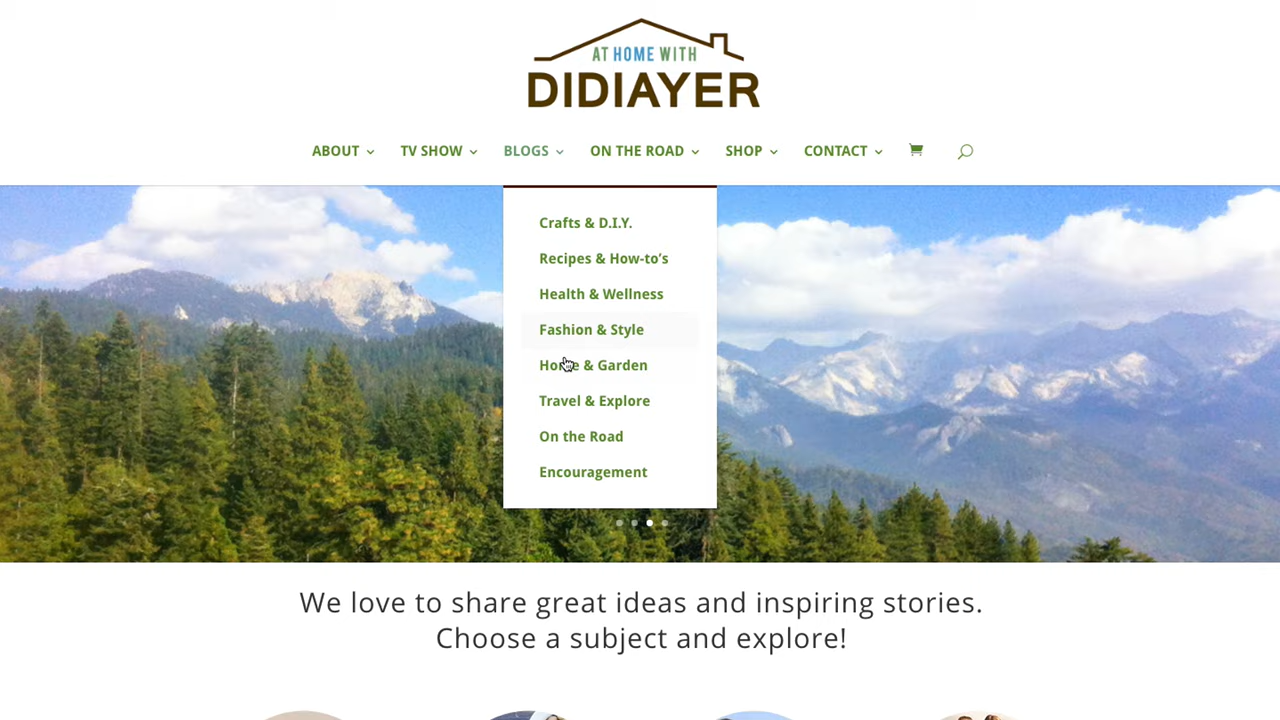 AT HOME WITH
DIDIAYER
ABOUT TV SHOW BLOGS ON THE ROAD SHOP CONTACT
Crafts & D.I.Y.
Recipes & How-to's
Health & Wellness
Fashion & Style
Home & Garden
Travel & Explore
On the Road
Encouragement
We love to share great ideas and inspiring stories.
Choose a subject and explore!